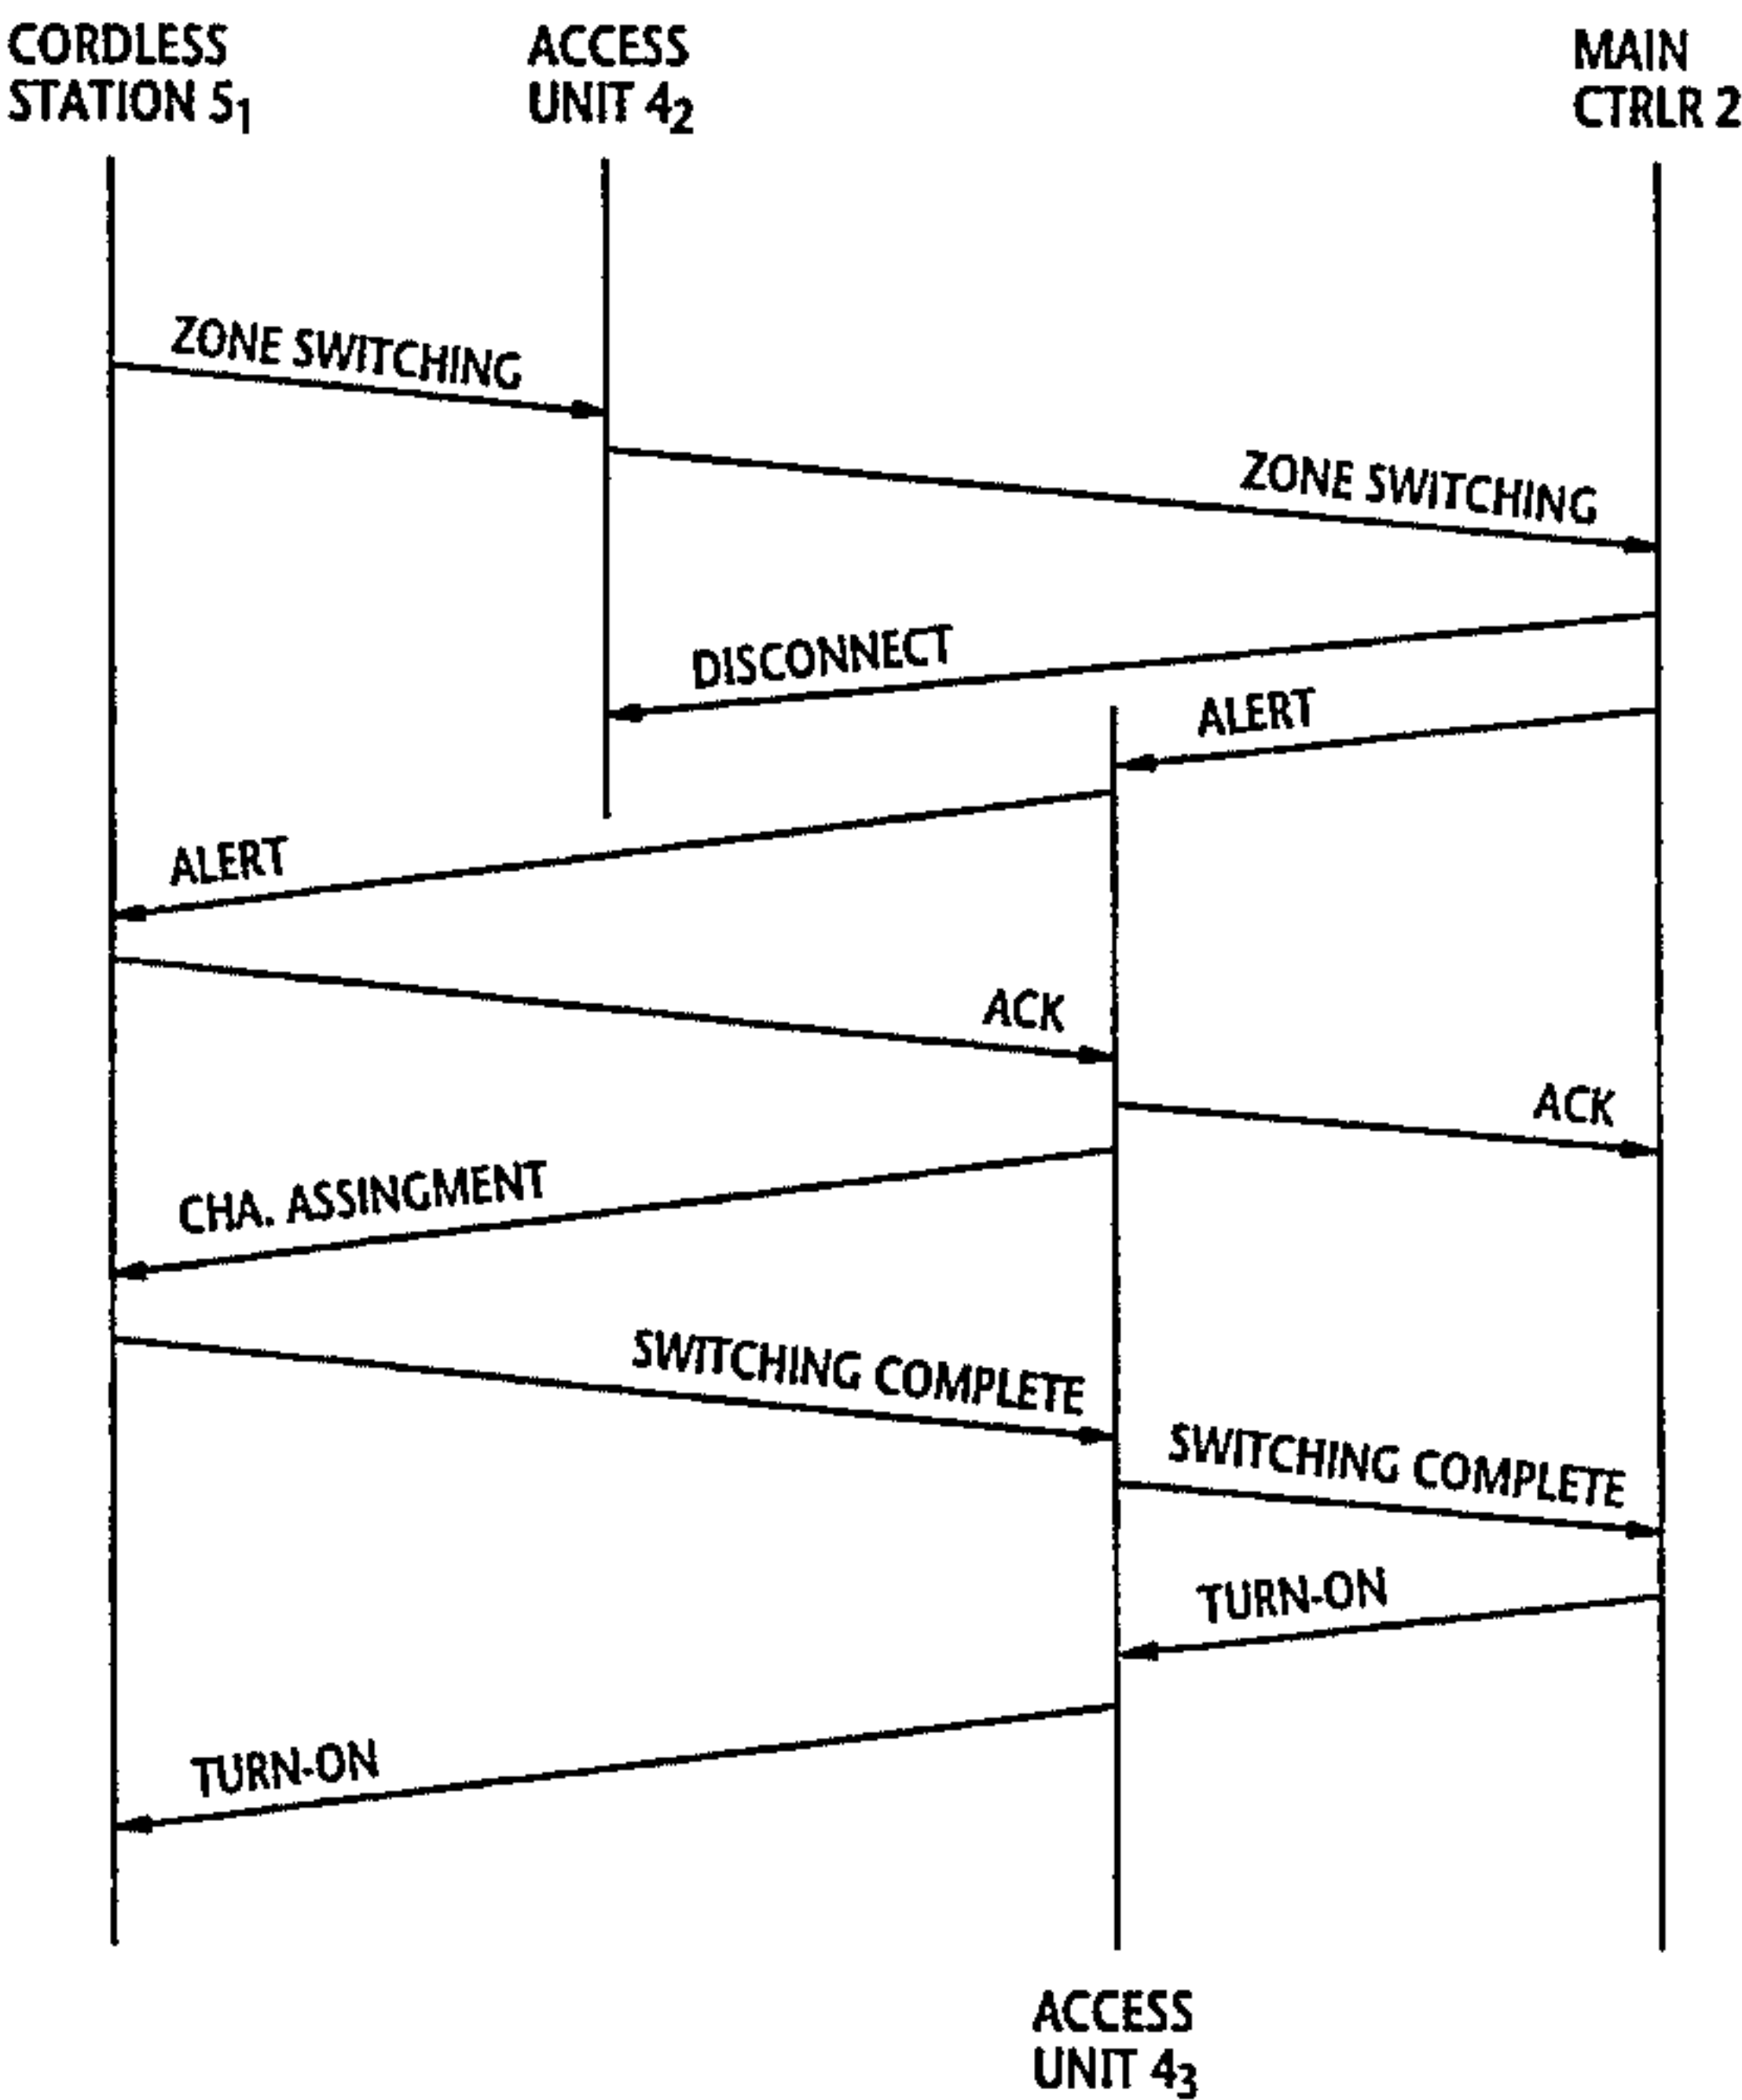 CORDLESS
STATION 5₁
ACCESS
UNIT 4₂
MAIN
CTRLR 2
ZONE SWITCHING
ZONE SWITCHING
DISCONNECT
ALERT
ALERT
ACK
ACK
CHA. ASSINGMENT
SWITCHING COMPLETE
SWITCHING COMPLETE
TURN-ON
TURN-ON
ACCESS
UNIT 4₃